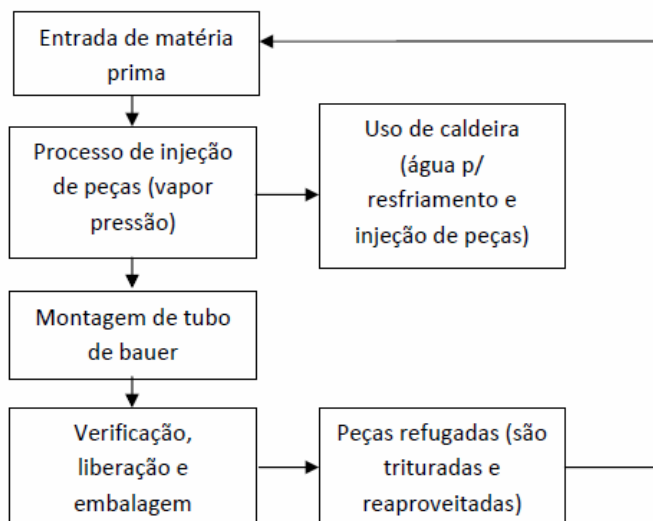 Entrada de matéria
prima
Processo de injeção
de peças (vapor
pressão)
Uso de caldeira
(água p/
resfriamento e
injeção de peças)
Montagem de tubo
de bauer
Verificação,
liberação e
embalagem
Peças refugadas (são
trituradas e
reaproveitadas)